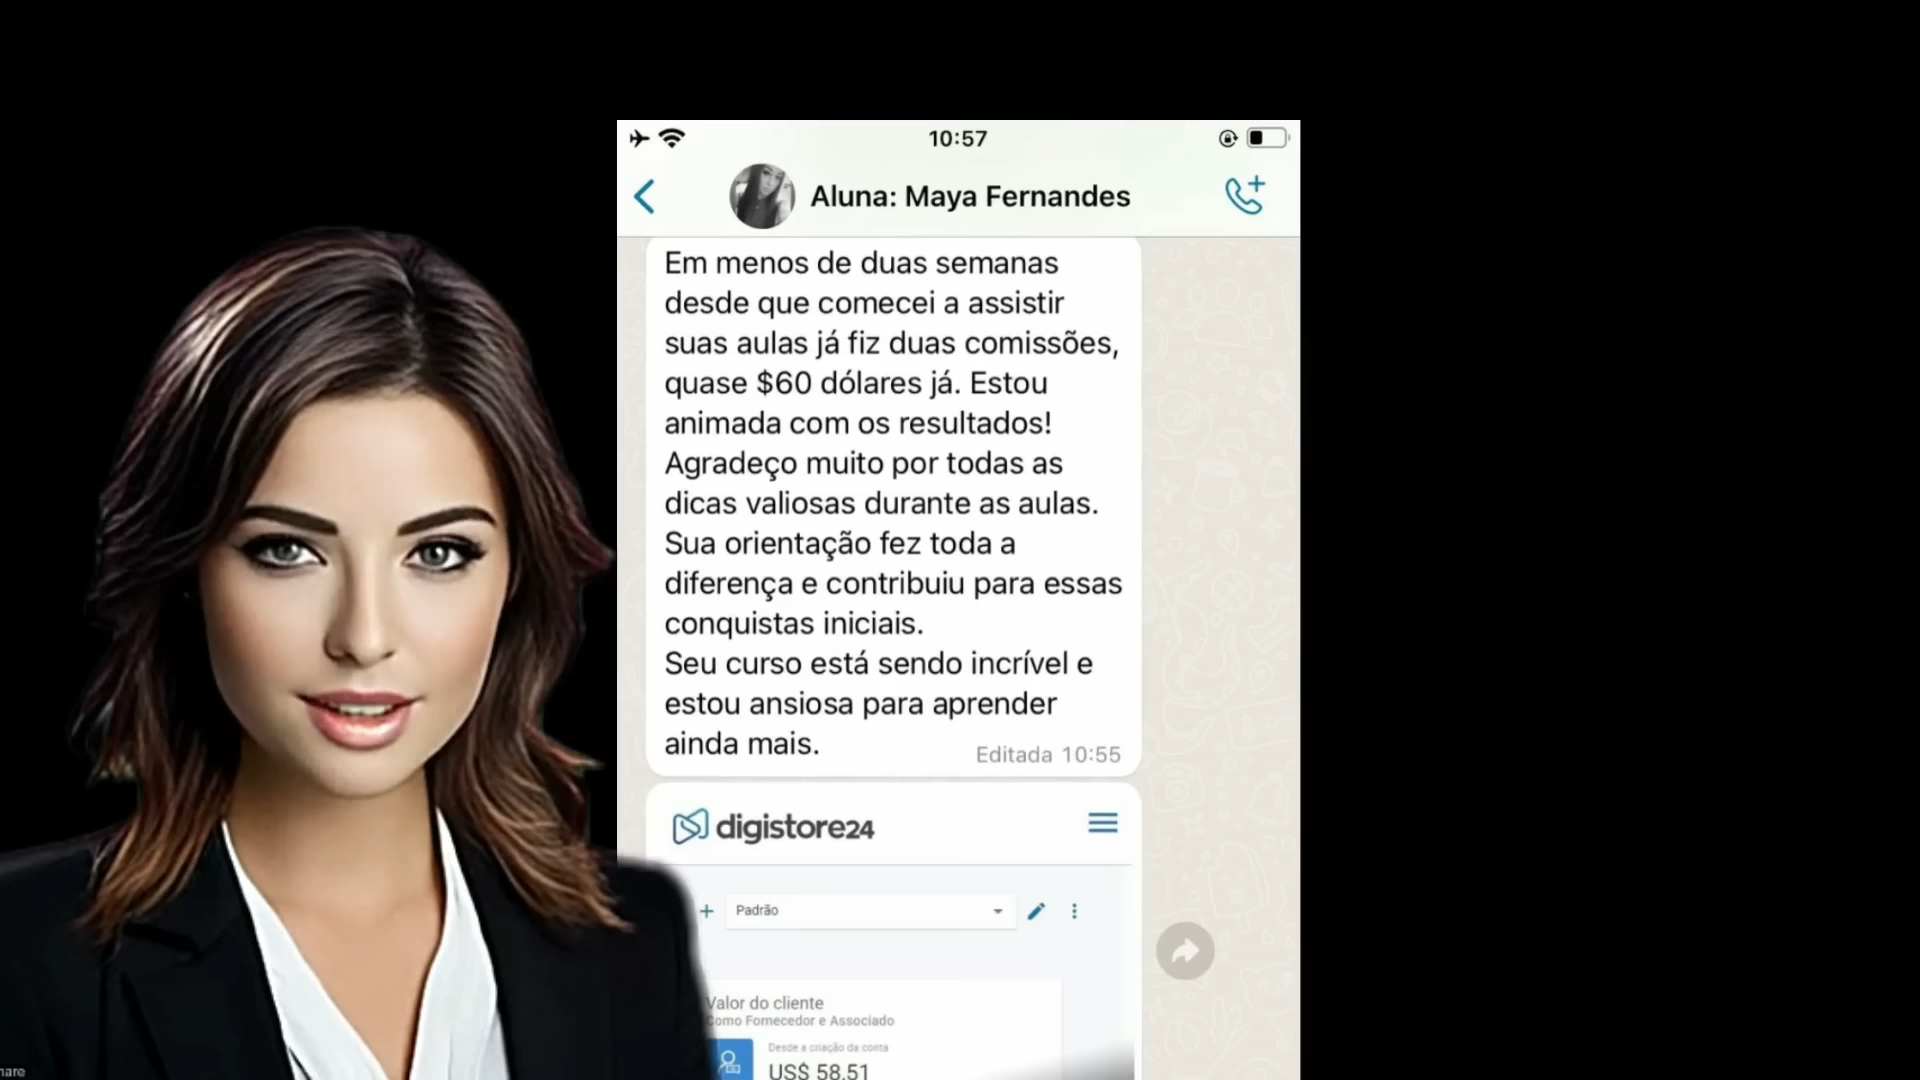 10:57
Aluna: Maya Fernandes
Em menos de duas semanas
desde que comecei a assistir
suas aulas já fiz duas comissões,
quase $60 dólares já. Estou
animada com os resultados!
Agradeço muito por todas as
dicas valiosas durante as aulas.
Sua orientação fez toda a
diferença e contribuiu para essas
conquistas iniciais.
Seu curso está sendo incrível e
estou ansiosa para aprender
ainda mais.
Editada 10:55
digistore24
Padrão
Valor do cliente
Como Fornecedor e Associado
Desde a criação da conta
US$ 58,51